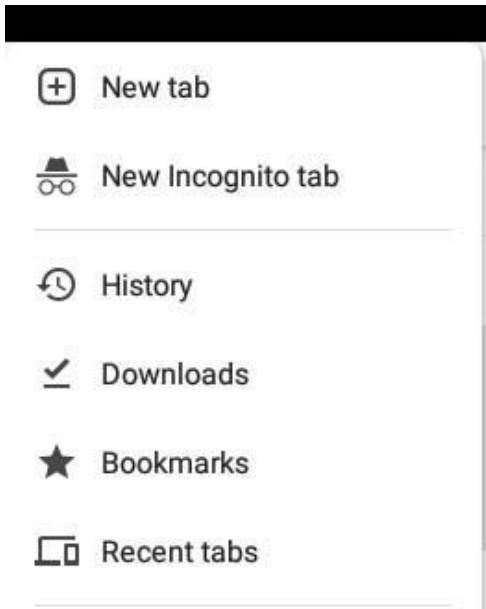 New tab
New Incognito tab
History
Downloads
Bookmarks
Recent tabs